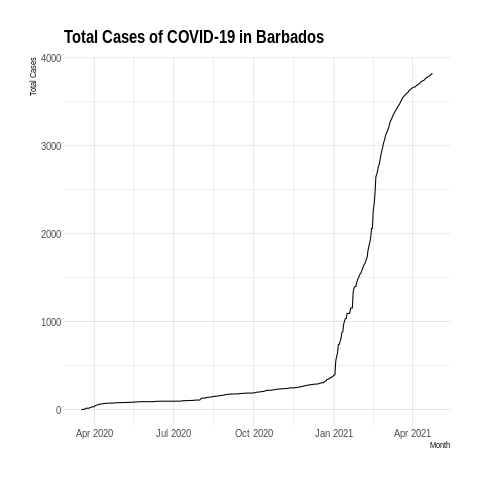 Total Cases of COVID-19 in Barbados
Total Cases
4000
3000
2000
1000
0
Apr 2020 Jul 2020 Oct 2020 Jan 2021 Apr 2021
Month